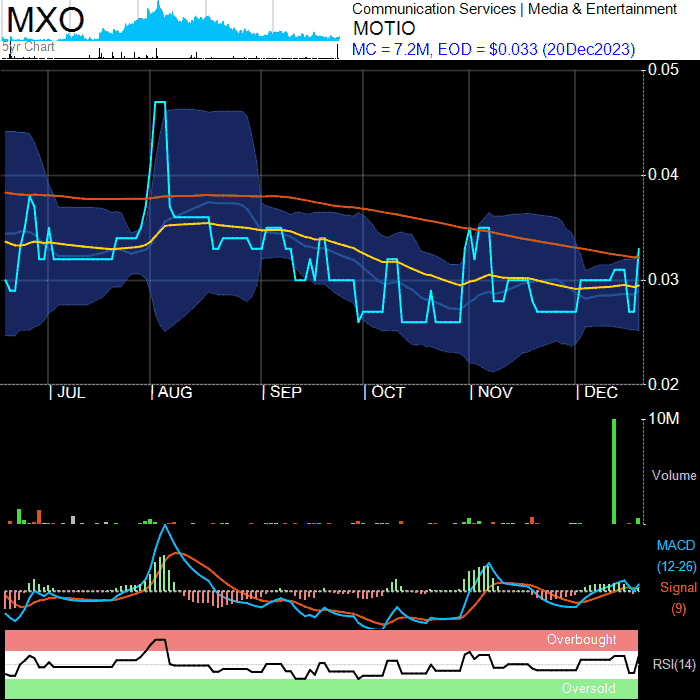 MXO
5yr Chart
Communication Services | Media & Entertainment
MOTIO
MC = 7.2M, EOD = $0.033 (20Dec2023)
0.05
0.04
0.03
0.02
| JUL | AUG | SEP | OCT | NOV | DEC
10M
Volume
MACD
(12-26)
Signal
(9)
Overbought
RSI(14)
Oversold